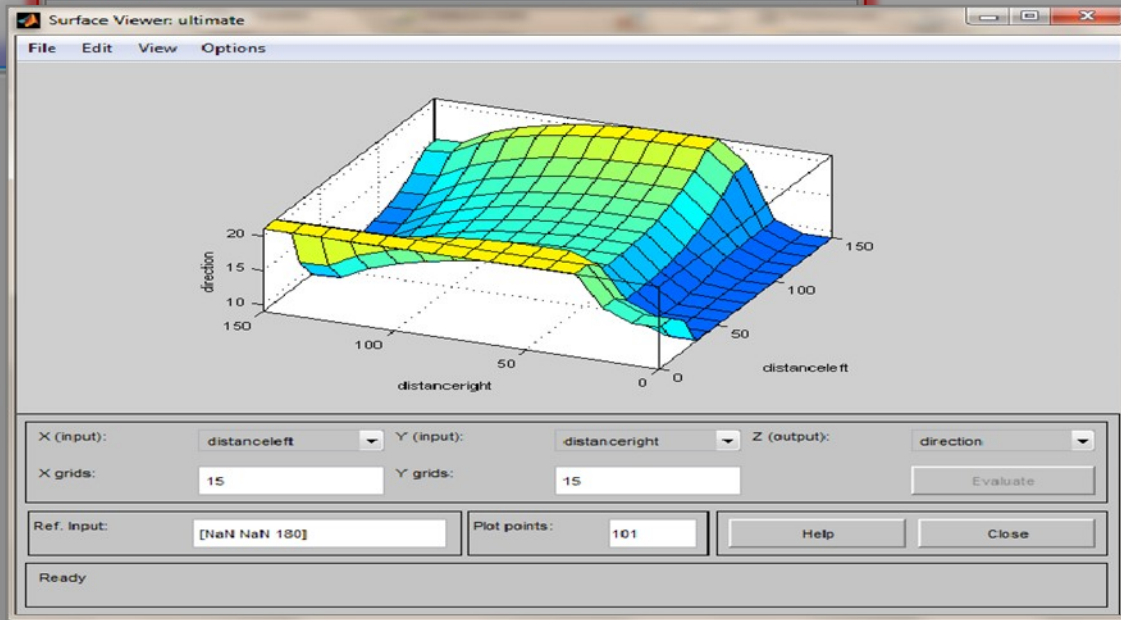 Surface Viewer: ultimate
File Edit View Options
direction
20
15
10
150
100
50
0
distanceright
0
50
100
150
distanceleft
X (input): distanceleft Y (input): distanceright Z (output): direction
X grids: 15 Y grids: 15 Evaluate
Ref. Input: [NaN NaN 180] Plot points: 101 Help Close
Ready